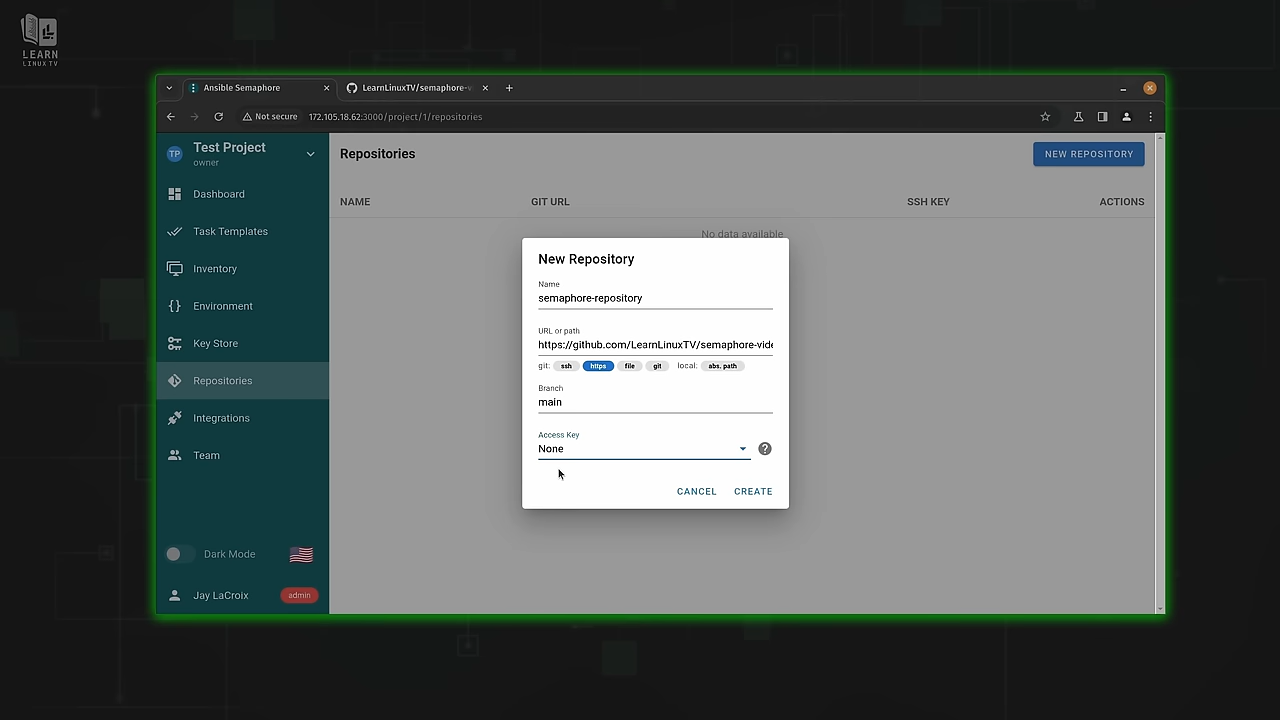 LEARN
LINUX TV
Ansible Semaphore
LearnLinuxTV/semaphore-v
Not secure
172.105.18.62:3000/project/1/repositories
TP
Test Project
owner
Dashboard
Task Templates
Inventory
Environment
Key Store
Repositories
Integrations
Team
Dark Mode
Jay LaCroix
admin
Repositories
NEW REPOSITORY
NAME
GIT URL
SSH KEY
ACTIONS
No data available
New Repository
Name
semaphore-repository
URL or path
https://github.com/LearnLinuxTV/semaphore-vide
git: ssh https file git local: abs. path
Branch
main
Access Key
None
?
CANCEL
CREATE